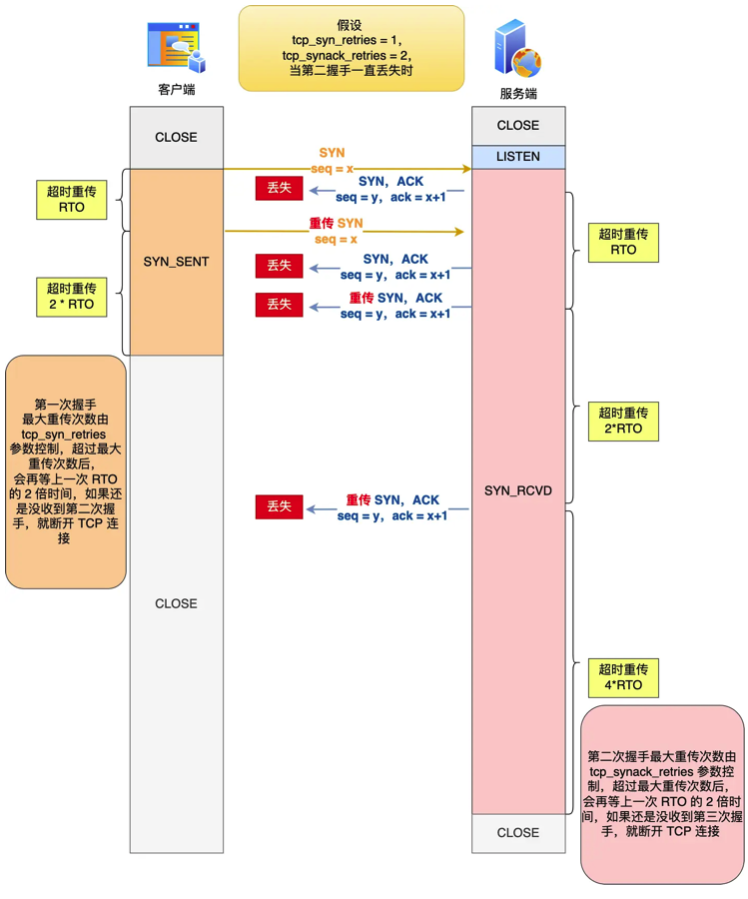 假设
tcp_syn_retries = 1，
tcp_synack_retries = 2，
当第二握手一直丢失时
客户端
服务端
CLOSE
CLOSE
LISTEN
SYN
seq = x
超时重传
RTO
丢失
SYN，ACK
seq = y，ack = x+1
重传 SYN
seq = x
超时重传
RTO
SYN_SENT
丢失
SYN，ACK
seq = y，ack = x+1
超时重传
2 * RTO
丢失
重传 SYN，ACK
seq = y，ack = x+1
第一次握手
最大重传次数由
tcp_syn_retries
参数控制，超过最大
重传次数后，
会再等上一次 RTO
的 2 倍时间，如果还
是没收到第二次握
手，就断开 TCP 连
接
超时重传
2*RTO
SYN_RCVD
丢失
重传 SYN，ACK
seq = y，ack = x+1
CLOSE
超时重传
4*RTO
第二次握手最大重传次数由
tcp_synack_retries 参数控
制，超过最大重传次数后，
会再等上一次 RTO 的 2 倍时
间，如果还是没收到第三次握
手，就断开 TCP 连接
CLOSE